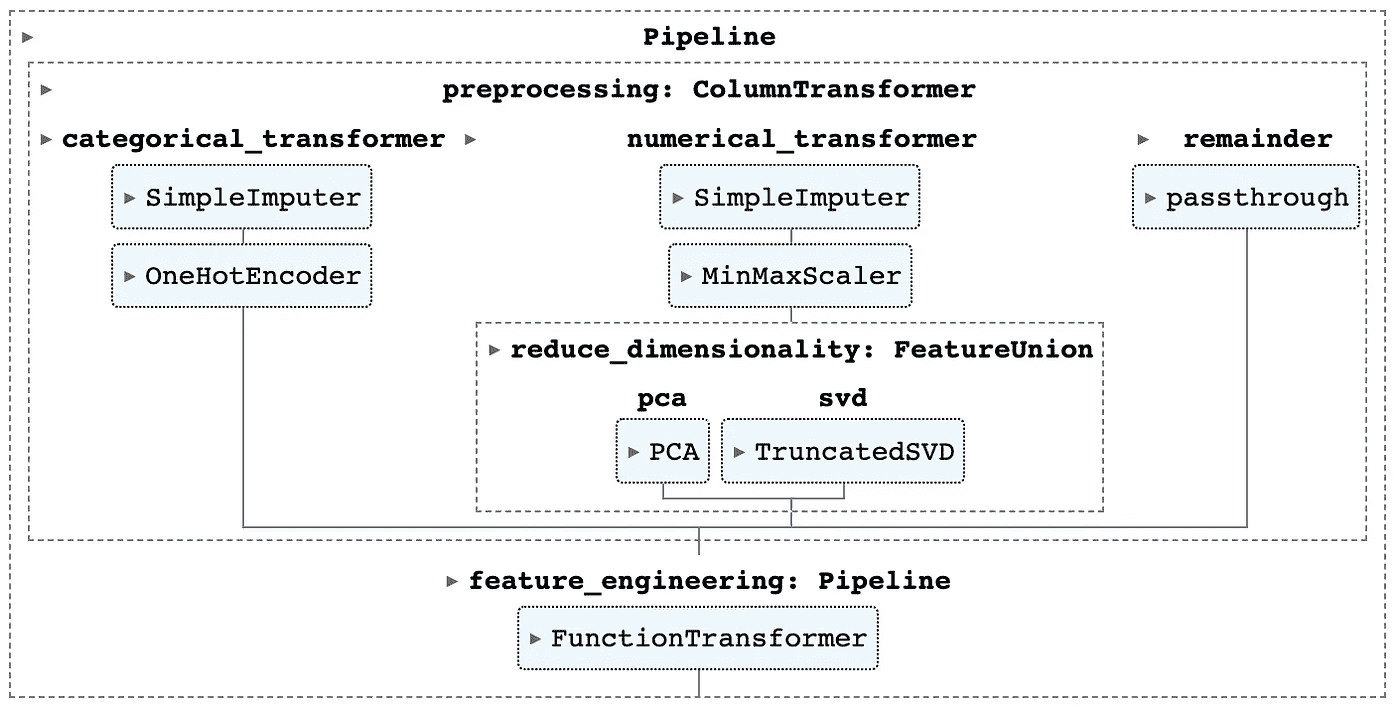 Pipeline
preprocessing: ColumnTransformer
categorical_transformer
numerical_transformer
remainder
SimpleImputer
SimpleImputer
passthrough
OneHotEncoder
MinMaxScaler
reduce_dimensionality: FeatureUnion
pca
svd
PCA
TruncatedSVD
feature_engineering: Pipeline
FunctionTransformer